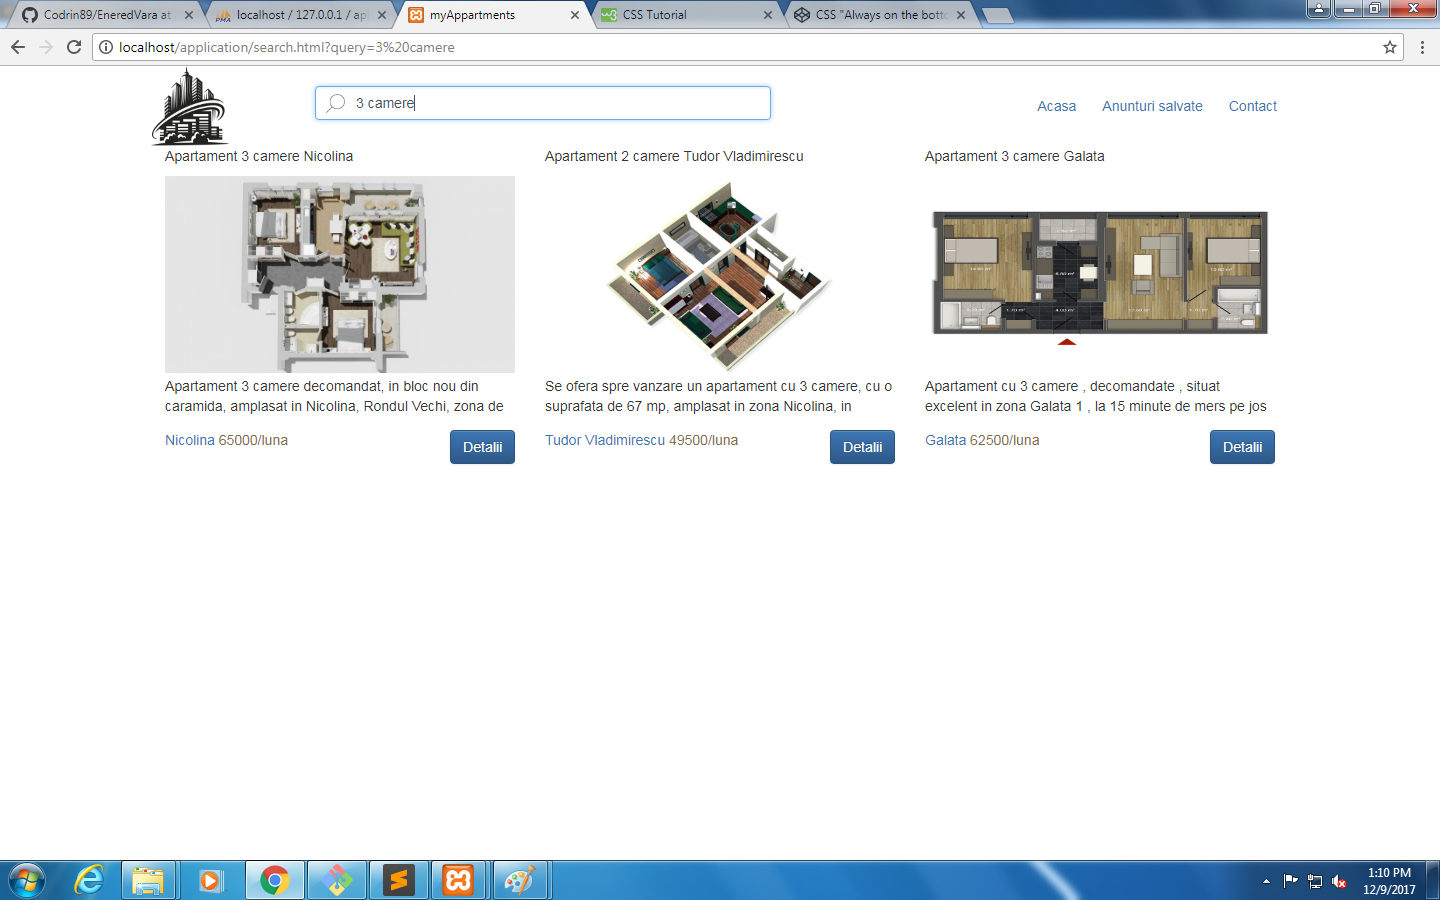 Codrin89/EneredVara at
localhost / 127.0.0.1 / ap
myAppartments
CSS Tutorial
CSS "Always on the botto
localhost/application/search.html?query=3%20camere
3 camere
Acasa
Anunturi salvate
Contact
Apartament 3 camere Nicolina
Apartament 2 camere Tudor Vladimirescu
Apartament 3 camere Galata
Apartament 3 camere decomandat, in bloc nou din
caramida, amplasat in Nicolina, Rondul Vechi, zona de
Nicolina 65000/luna
Detalii
Se ofera spre vanzare un apartament cu 3 camere, cu o
suprafata de 67 mp, amplasat in zona Nicolina, in
Tudor Vladimirescu 49500/luna
Detalii
Apartament cu 3 camere , decomandate , situat
excelent in zona Galata 1 , la 15 minute de mers pe jos
Galata 62500/luna
Detalii
1:10 PM
12/9/2017